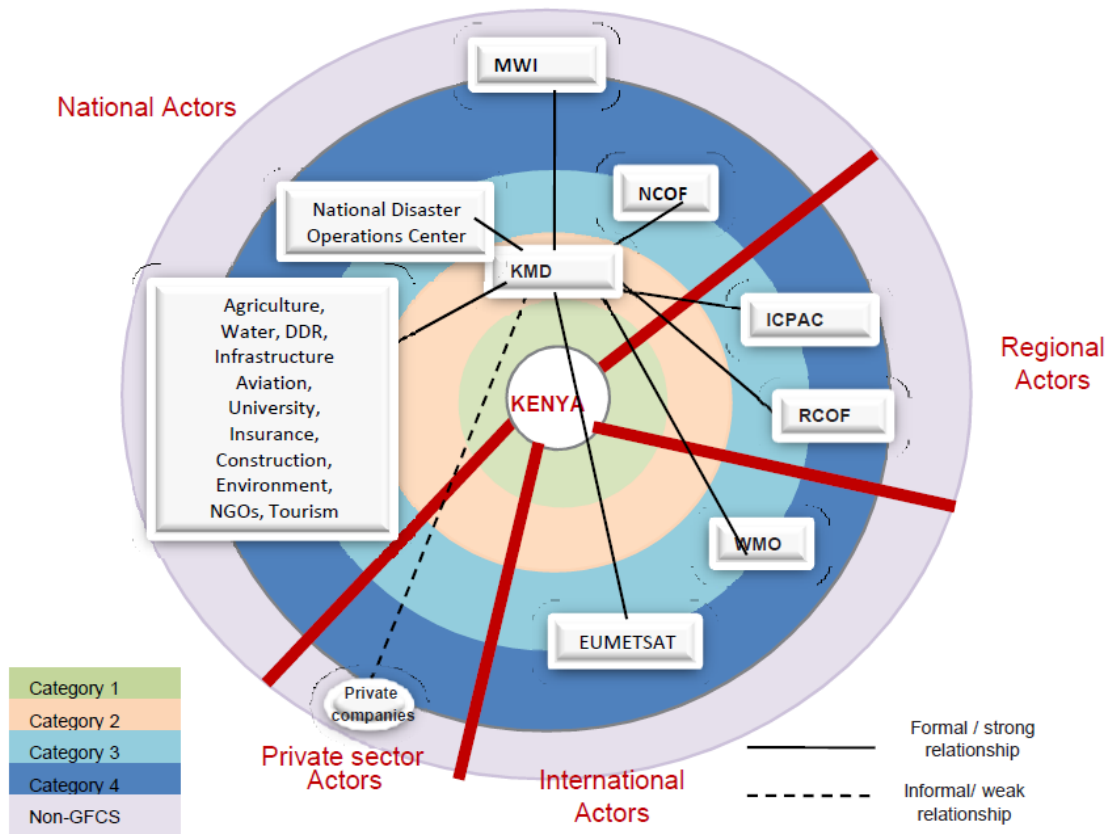 MWI
National Actors
NCOF
National Disaster
Operations Center
KMD
Agriculture,
Water, DDR,
Infrastructure
Aviation,
University,
Insurance,
Construction,
Environment,
NGOs, Tourism
ICPAC
Regional
Actors
RCOF
KENYA
WMO
EUMETSAT
Private
companies
Private sector
Actors
International
Actors
Category 1
Category 2
Category 3
Category 4
Non-GFCS
Formal / strong
relationship
Informal/ weak
relationship